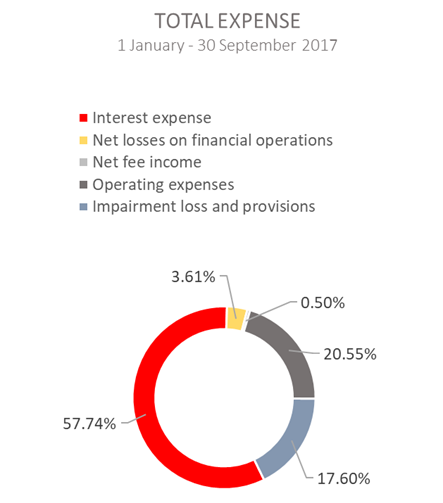 TOTAL EXPENSE
1 January - 30 September 2017
Interest expense
Net losses on financial operations
Net fee income
Operating expenses
Impairment loss and provisions
3.61%
0.50%
20.55%
57.74%
17.60%